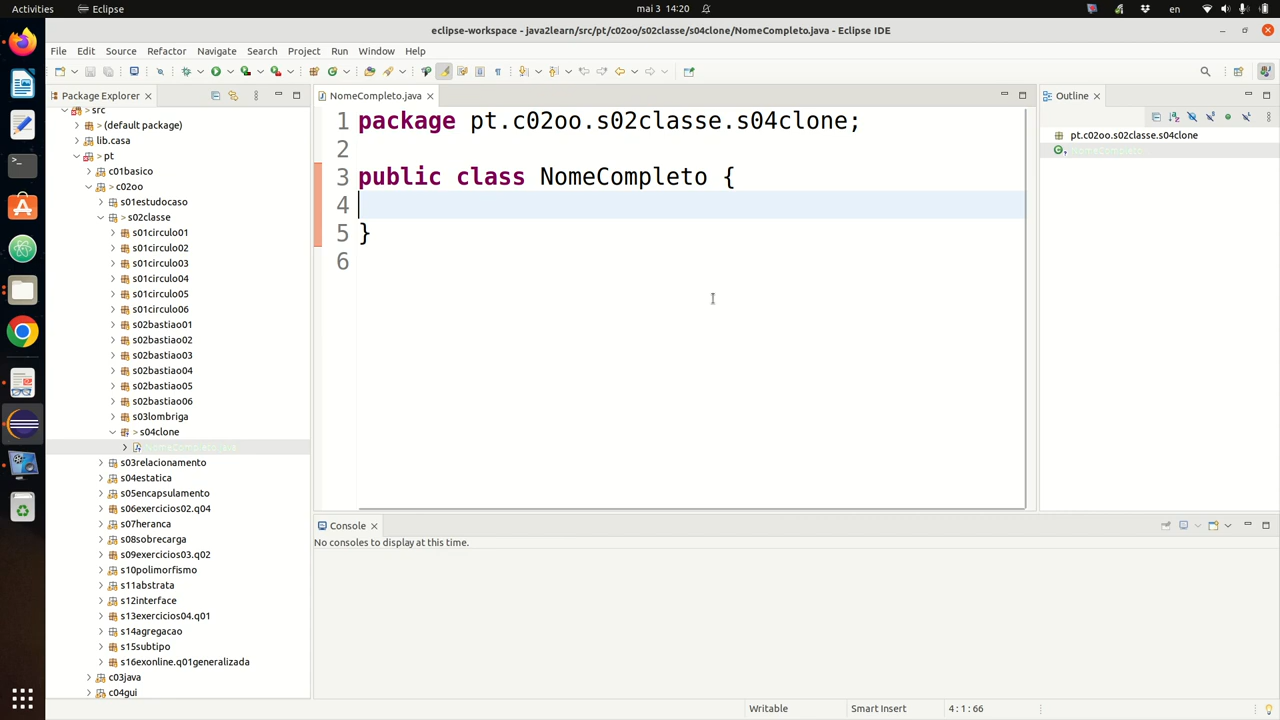 Activities
Eclipse
mai 3 14:20
en
eclipse-workspace - java2learn/src/pt/c02oo/s02classe/s04clone/NomeCompleto.java - Eclipse IDE
File Edit Source Refactor Navigate Search Project Run Window Help
Package Explorer
src
(default package)
lib.casa
pt
c01basico
c02oo
s01estudocaso
s02classe
s01circulo01
s01circulo02
s01circulo03
s01circulo04
s01circulo05
s01circulo06
s02bastiao01
s02bastiao02
s02bastiao03
s02bastiao04
s02bastiao05
s02bastiao06
s03lombriga
s04clone
NomeCompleto.java
s03relacionamento
s04estatica
s05encapsulamento
s06exercicios02.q04
s07heranca
s08sobrecarga
s09exercicios03.q02
s10polimorfismo
s11abstrata
s12interface
s13exercicios04.q01
s14agregacao
s15subtipo
s16exonline.q01generalizada
c03java
c04gui
NomeCompleto.java
1 package pt.c02oo.s02classe.s04clone;
2
3 public class NomeCompleto {
4
5 }
6
Console
No consoles to display at this time.
Outline
pt.c02oo.s02classe.s04clone
NomeCompleto
Writable
Smart Insert
4 : 1 : 66